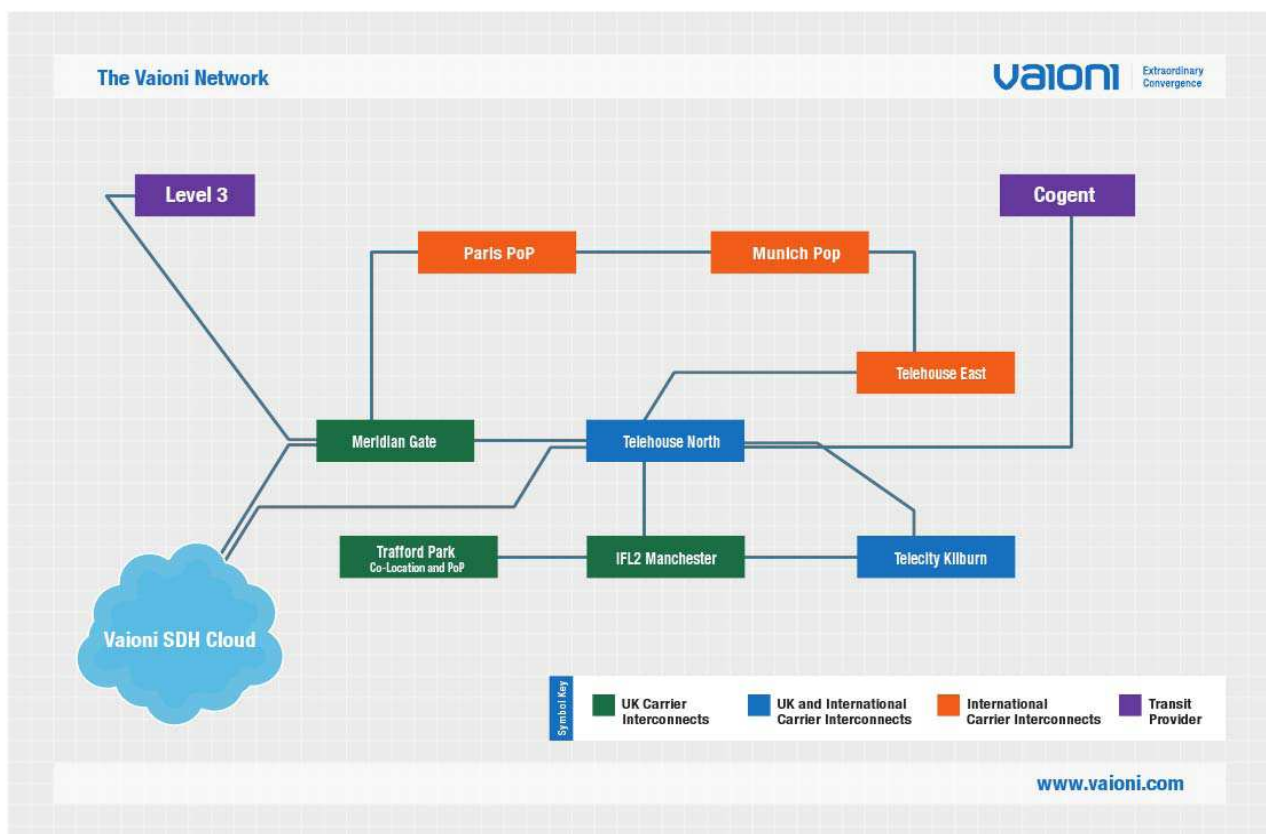 The Vaioni Network
vaioni
Extraordinary
Convergence
Level 3
Cogent
Paris PoP
Munich Pop
Telehouse East
Meridian Gate
Telehouse North
Trafford Park
Co-Location and PoP
IFL2 Manchester
Telecity Kilburn
Vaioni SDH Cloud
Symbol Key
UK Carrier
Interconnects
UK and International
Carrier Interconnects
International
Carrier Interconnects
Transit
Provider
www.vaioni.com